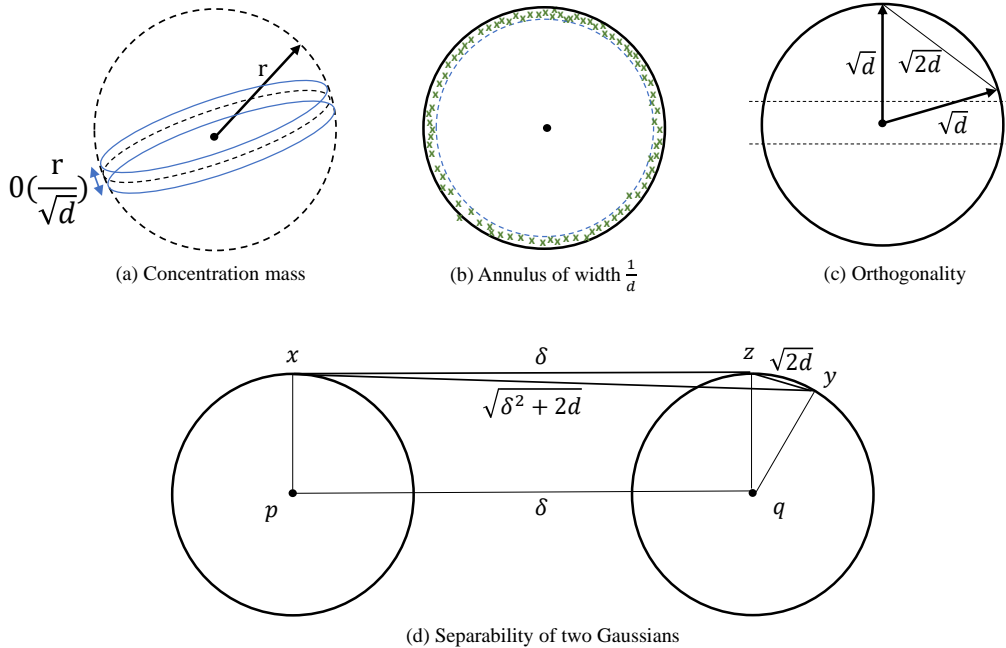 r
0(r/√d)
(a) Concentration mass
x x x x x x x x x x x x x x x x x x x x
(b) Annulus of width 1/d
√d
√2d
√d
(c) Orthogonality
x
δ
z
√2d
y
√δ² + 2d
p
δ
q
(d) Separability of two Gaussians